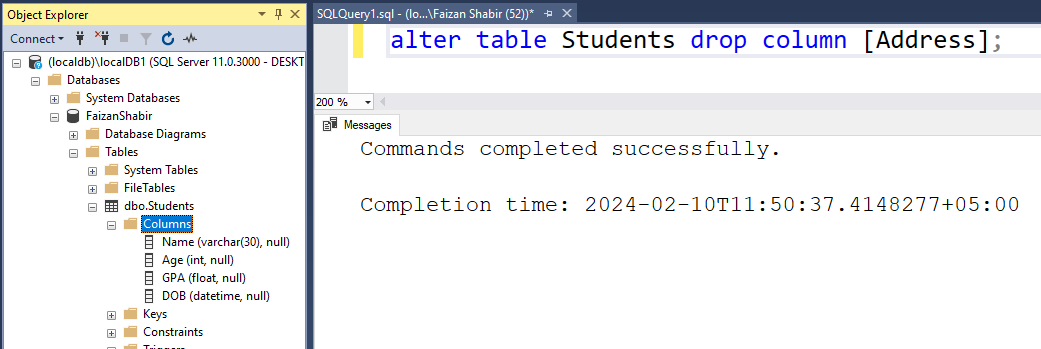 Object Explorer
Connect
(localdb)\localDB1 (SQL Server 11.0.3000 - DESKT
Databases
System Databases
FaizanShabir
Database Diagrams
Tables
System Tables
FileTables
dbo.Students
Columns
Name (varchar(30), null)
Age (int, null)
GPA (float, null)
DOB (datetime, null)
Keys
Constraints
Triggers
SQLQuery1.sql - (lo...\Faizan Shabir (52))*
alter table Students drop column [Address];
200 %
Messages
Commands completed successfully.
Completion time: 2024-02-10T11:50:37.4148277+05:00